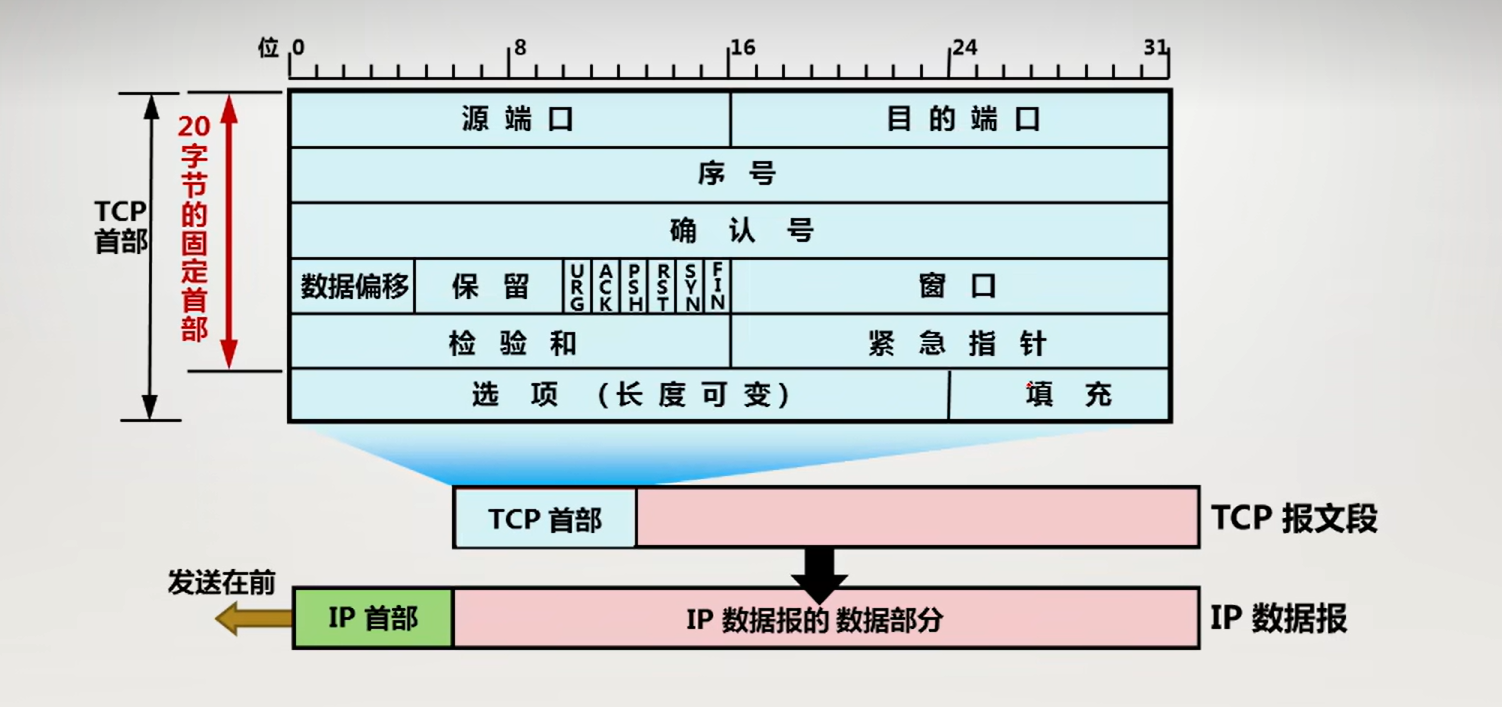 位 0 8 16 24 31
源 端 口 目 的 端 口
序 号
确 认 号
数据偏移 保 留 URG ACK PSH RST SYN FIN 窗 口
检 验 和 紧 急 指 针
选 项 (长 度 可 变) 填 充
TCP
首部
20字节的固定首部
TCP 首部
TCP 报文段
发送在前
IP 首部
IP 数据报的 数据部分
IP 数据报